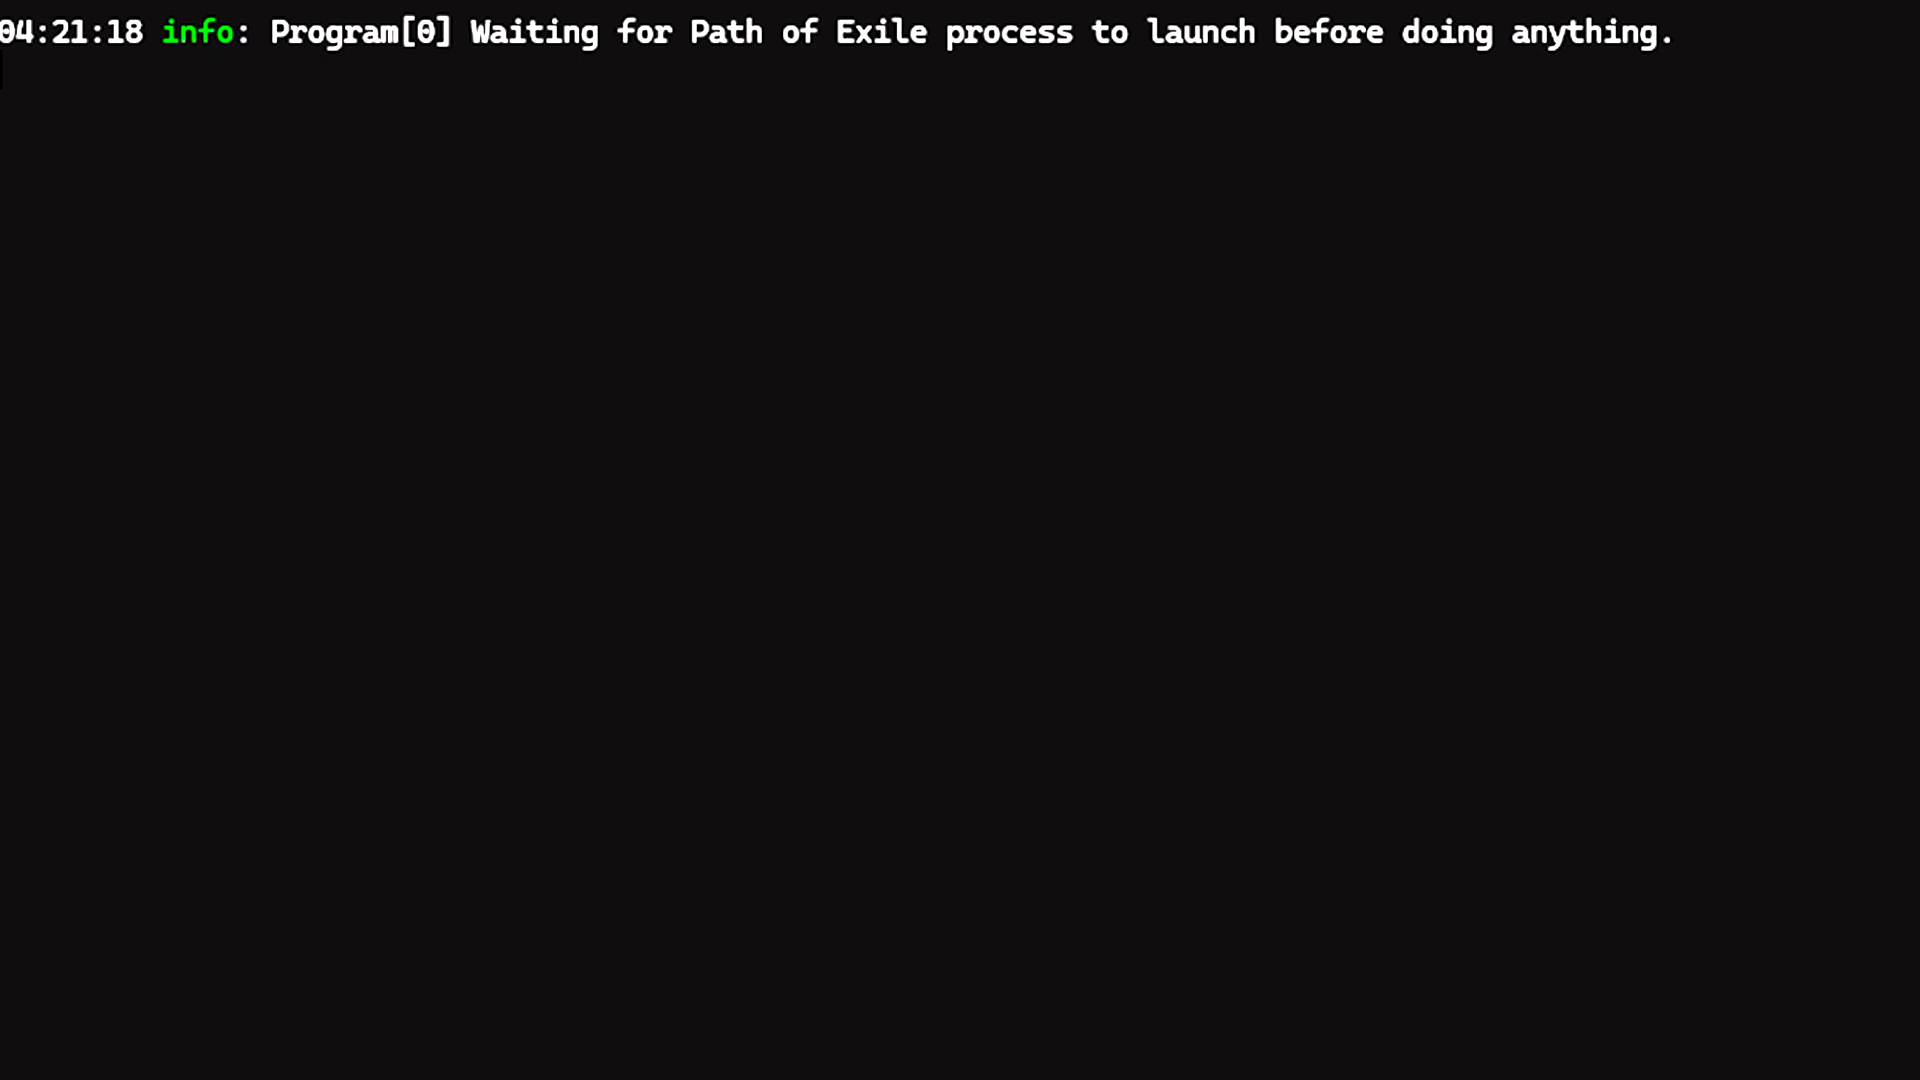 04:21:18 info: Program[0] Waiting for Path of Exile process to launch before doing anything.